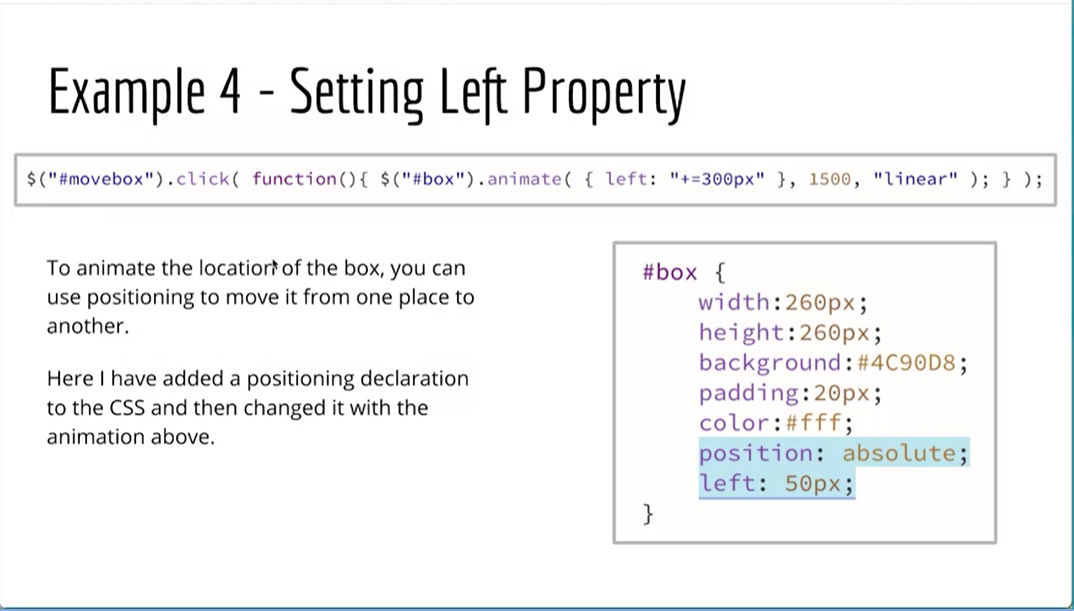 Example 4 - Setting Left Property
$("#movebox").click( function(){ $("#box").animate( { left: "+=300px" }, 1500, "linear" ); } );
To animate the location of the box, you can
use positioning to move it from one place to
another.
Here I have added a positioning declaration
to the CSS and then changed it with the
animation above.
#box {
width:260px;
height:260px;
background:#4C90D8;
padding:20px;
color:#fff;
position: absolute;
left: 50px;
}